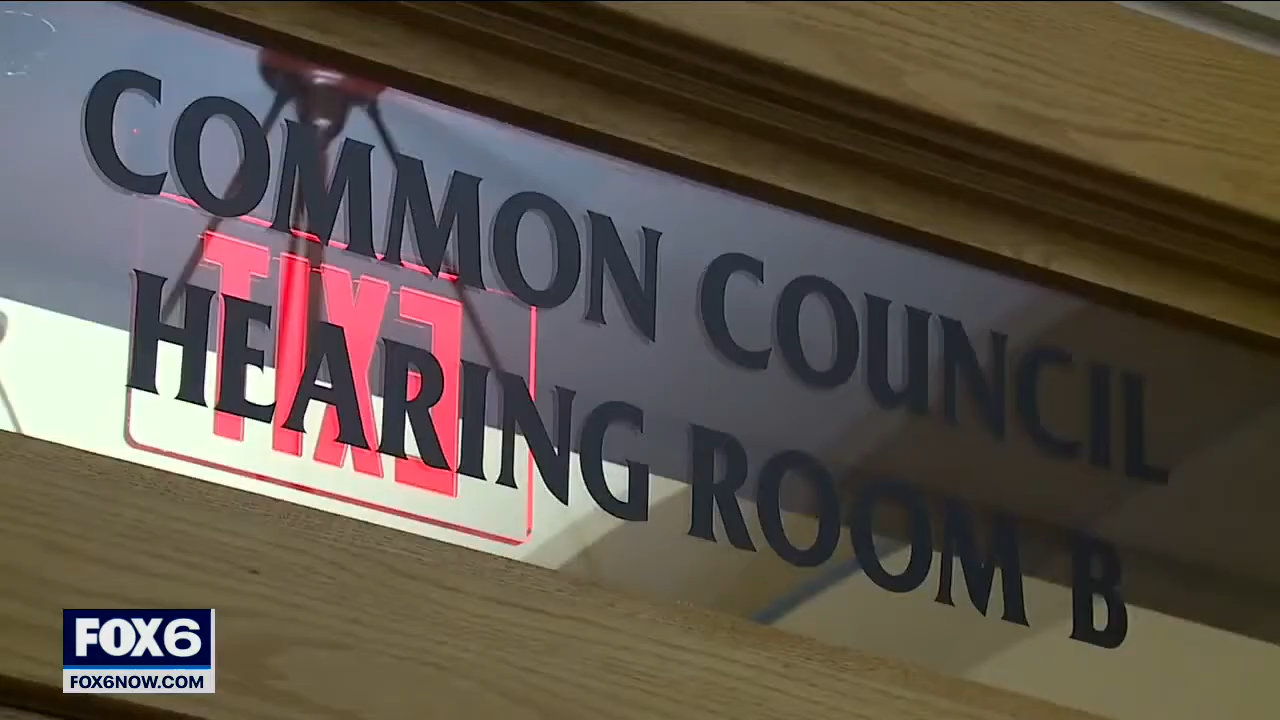 COMMON COUNCIL
HEARING ROOM B
EXIT
FOX6
FOX6NOW.COM